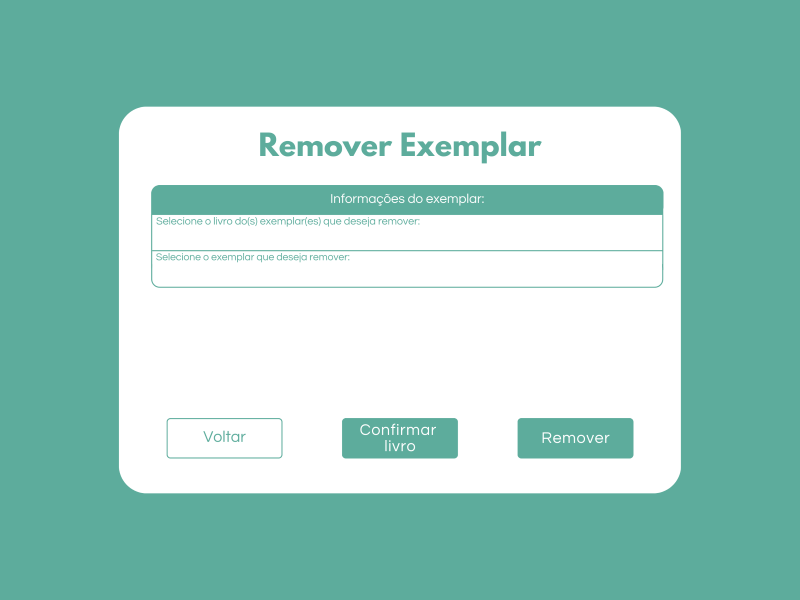 Remover Exemplar
Informações do exemplar:
Selecione o livro do(s) exemplar(es) que deseja remover:
Selecione o exemplar que deseja remover:
Voltar
Confirmar
livro
Remover